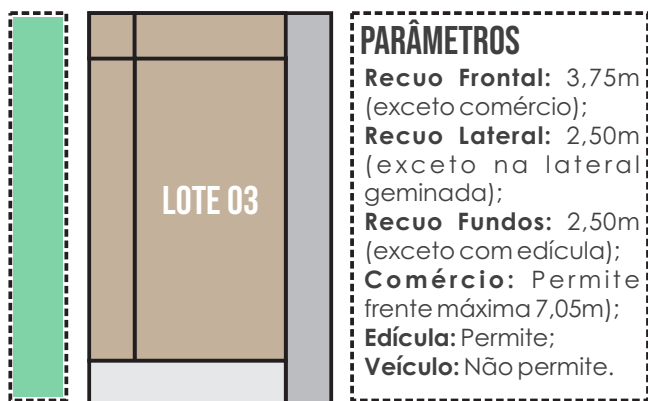 LOTE 03
PARÂMETROS
Recuo Frontal: 3,75m
(exceto comércio);
Recuo Lateral: 2,50m
(exceto na lateral
geminada);
Recuo Fundos: 2,50m
(exceto com edícula);
Comércio: Permite
frente máxima 7,05m);
Edícula: Permite;
Veículo: Não permite.